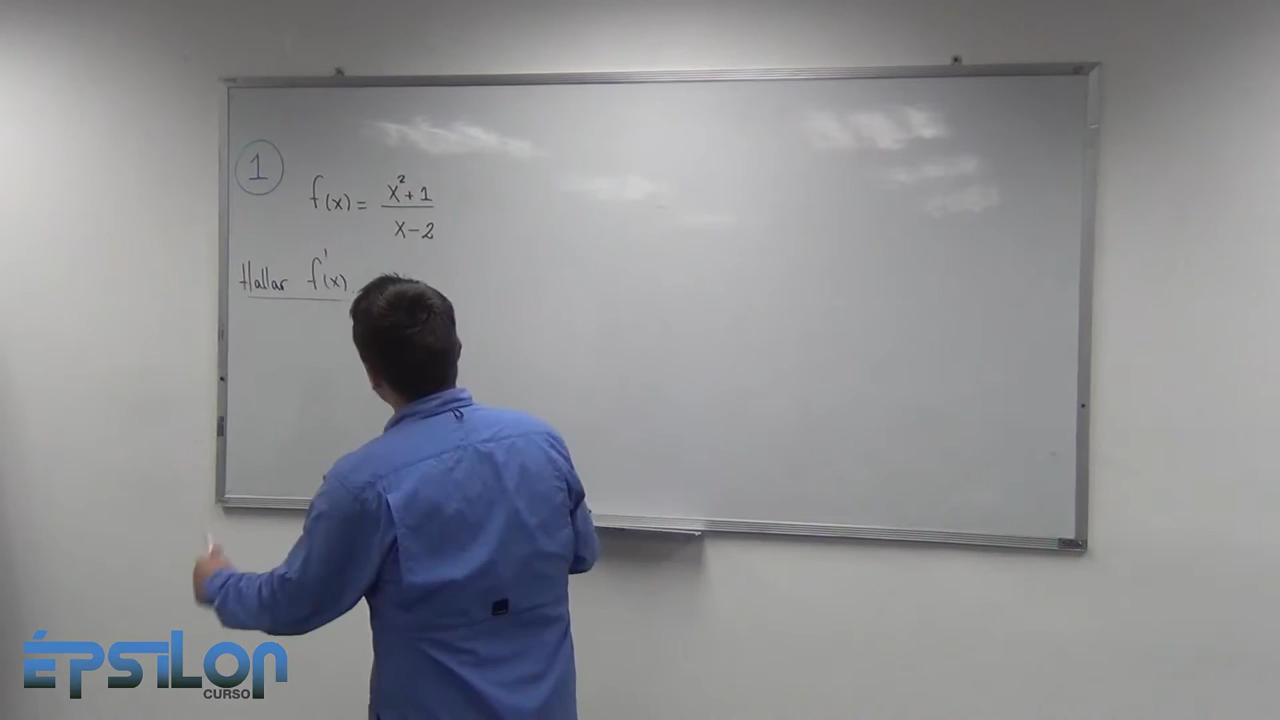 1
f(x) = x² + 1 / x - 2
Hallar f'(x).
ÉPSILON
CURSO